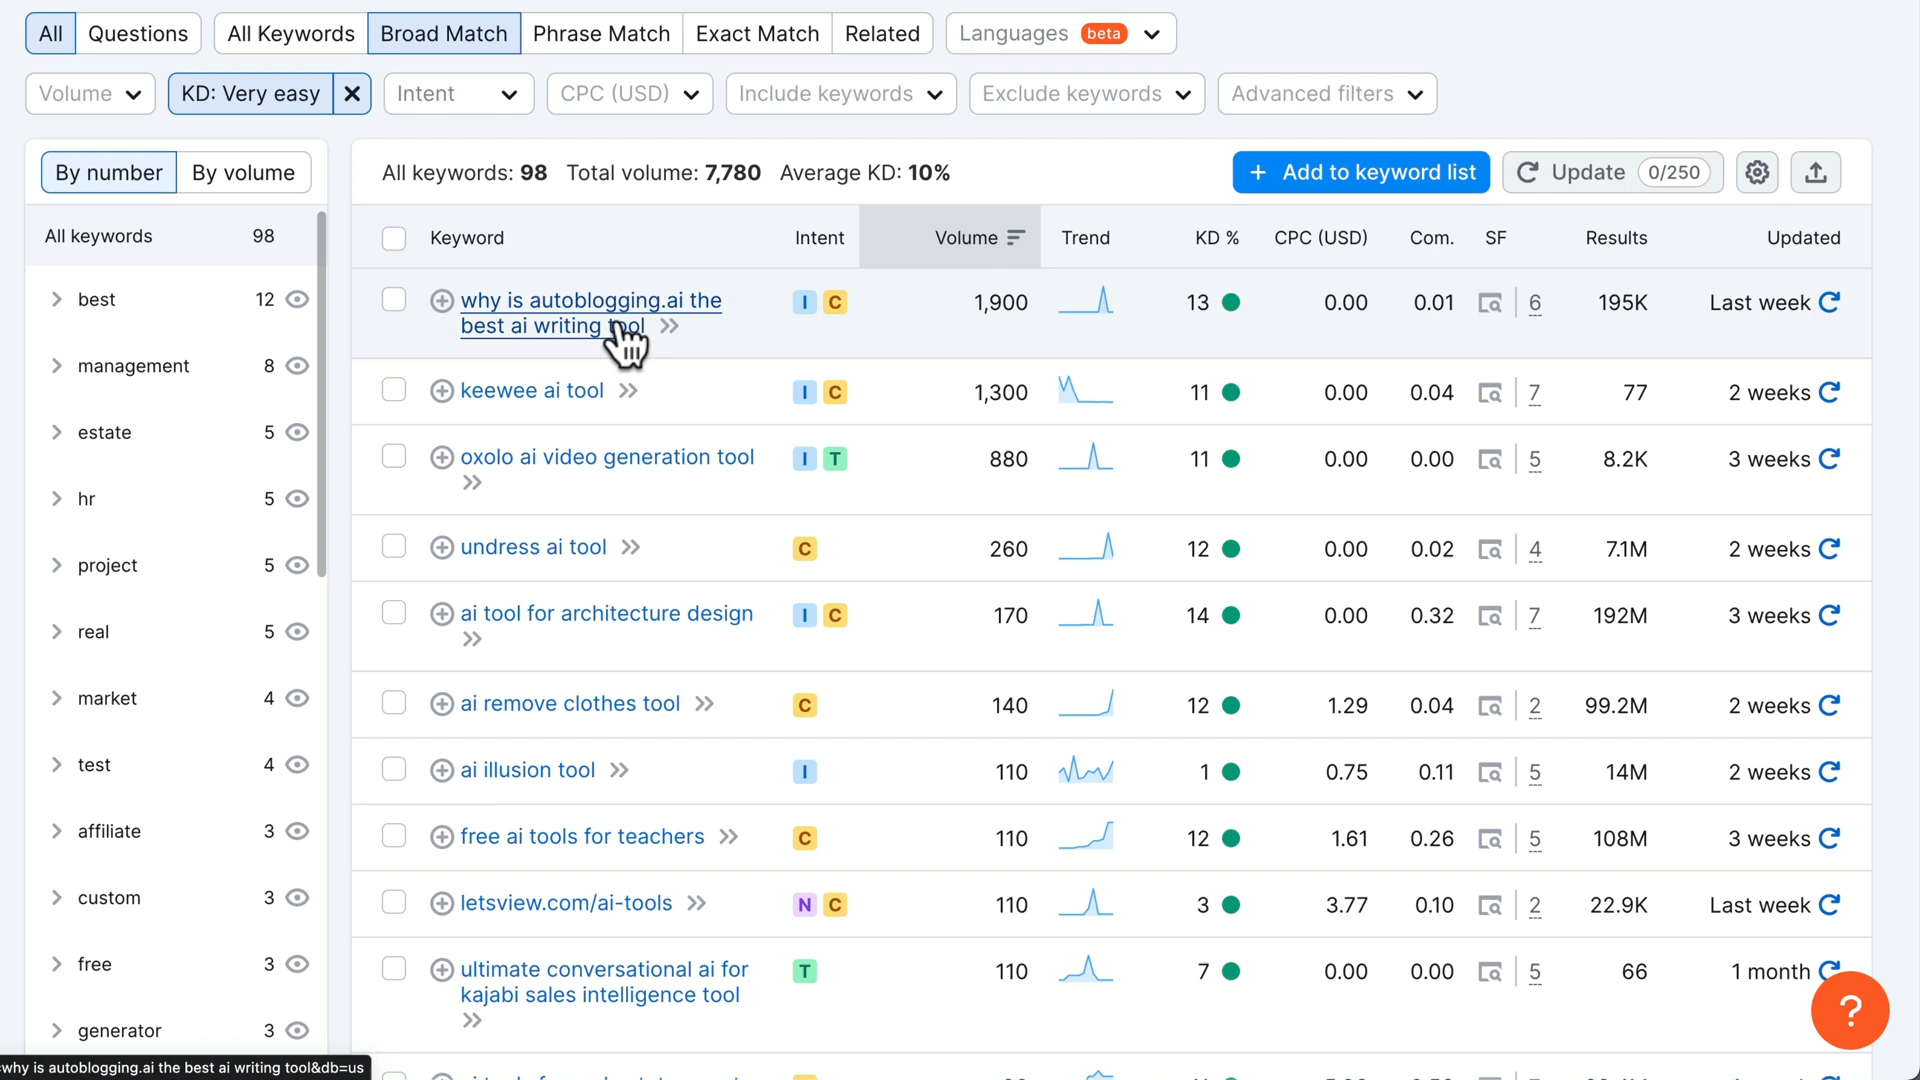 All Questions All Keywords Broad Match Phrase Match Exact Match Related Languages beta
Volume KD: Very easy Intent CPC (USD) Include keywords Exclude keywords Advanced filters
By number By volume
All keywords: 98 Total volume: 7,780 Average KD: 10% + Add to keyword list Update 0/250
All keywords 98
best 12
management 8
estate 5
hr 5
project 5
real 5
market 4
test 4
affiliate 3
custom 3
free 3
generator 3
Keyword Intent Volume Trend KD % CPC (USD) Com. SF Results Updated
why is autoblogging.ai the
best ai writing tool I C 1,900 13 0.00 0.01 6 195K Last week
keewee ai tool I C 1,300 11 0.00 0.04 7 77 2 weeks
oxolo ai video generation tool I T 880 11 0.00 0.00 5 8.2K 3 weeks
undress ai tool C 260 12 0.00 0.02 4 7.1M 2 weeks
ai tool for architecture design I C 170 14 0.00 0.32 7 192M 3 weeks
ai remove clothes tool C 140 12 1.29 0.04 2 99.2M 2 weeks
ai illusion tool I 110 1 0.75 0.11 5 14M 2 weeks
free ai tools for teachers C 110 12 1.61 0.26 5 108M 3 weeks
letsview.com/ai-tools N C 110 3 3.77 0.10 2 22.9K Last week
ultimate conversational ai for
kajabi sales intelligence tool T 110 7 0.00 0.00 5 66 1 month
?
why is autoblogging.ai the best ai writing tool&db=us